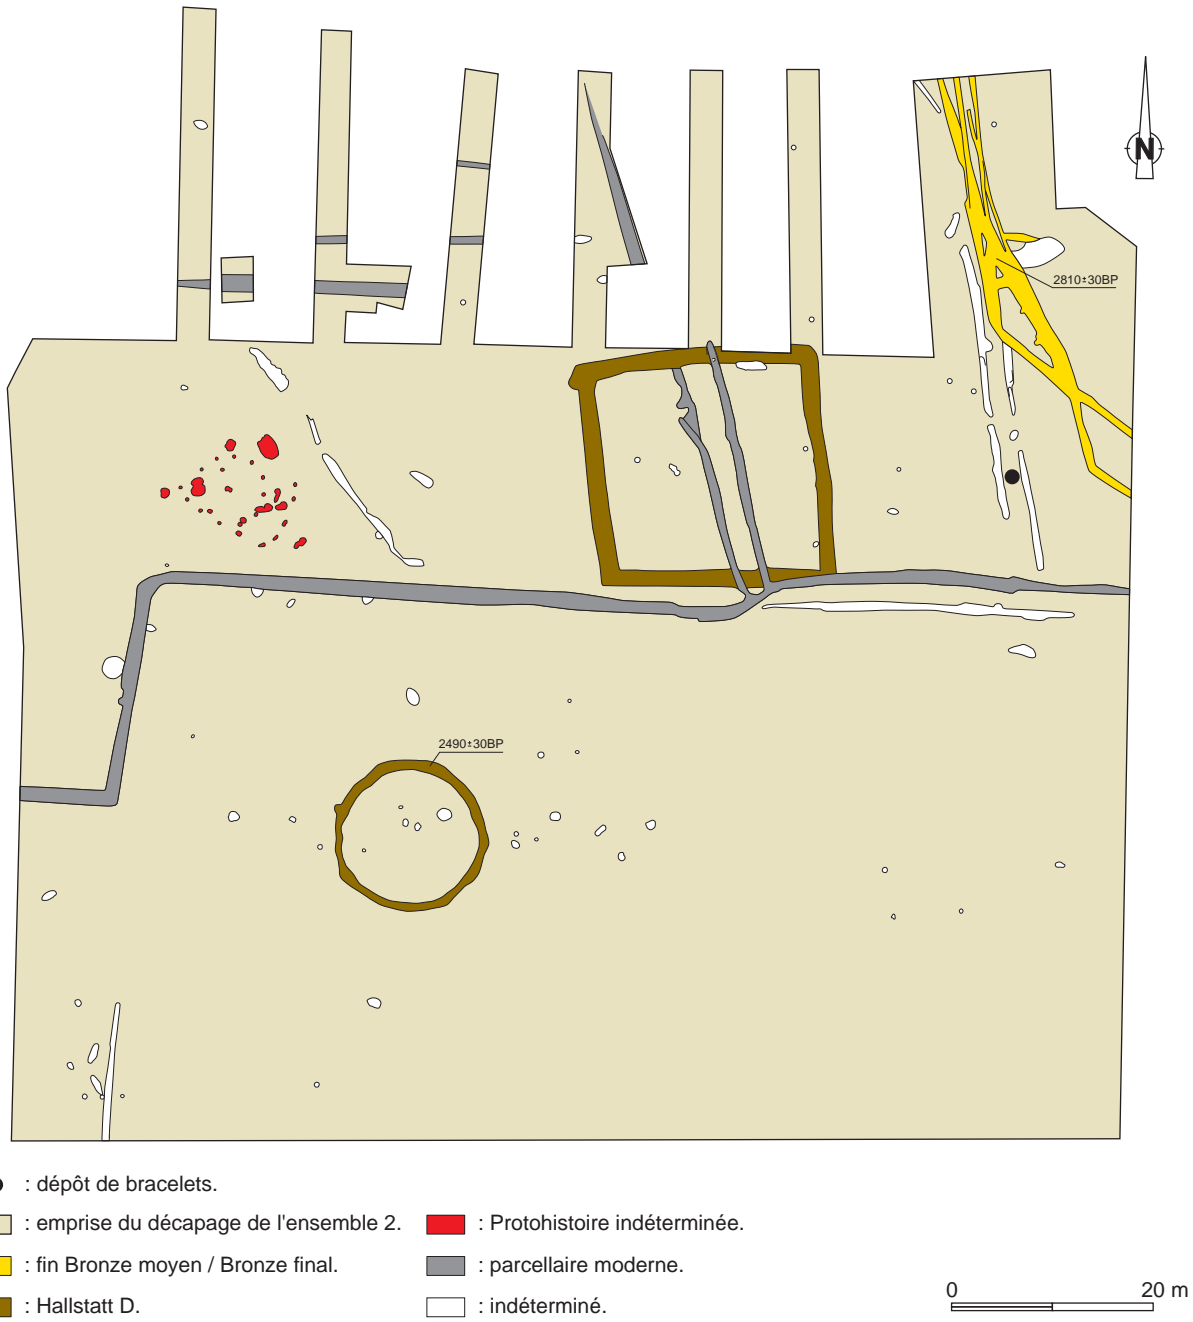 N
2810±30BP
2490±30BP
: dépôt de bracelets.
: emprise du décapage de l'ensemble 2.
: fin Bronze moyen / Bronze final.
: Hallstatt D.
: Protohistoire indéterminée.
: parcellaire moderne.
: indéterminé.
0 20 m